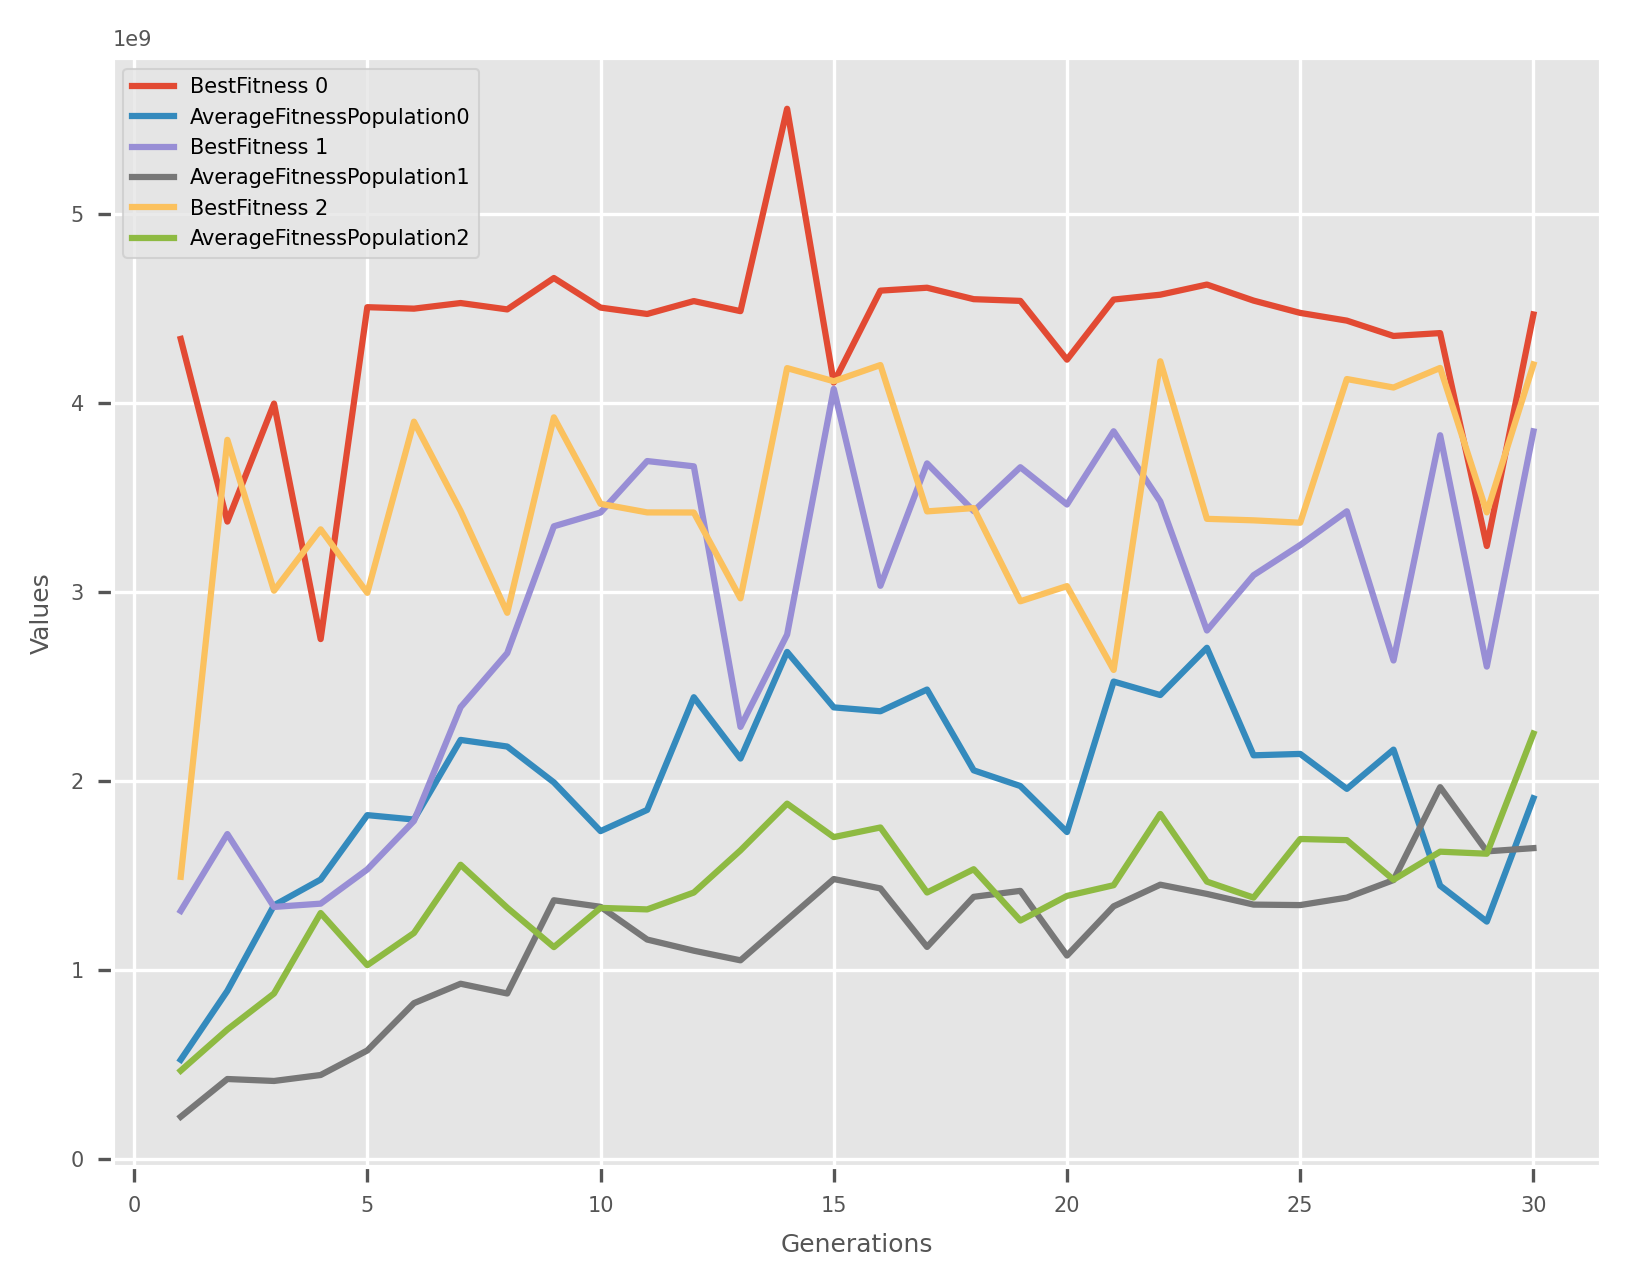 1e9
BestFitness 0
AverageFitnessPopulation0
BestFitness 1
AverageFitnessPopulation1
BestFitness 2
AverageFitnessPopulation2
5
4
3
2
1
0
Values
0 5 10 15 20 25 30
Generations